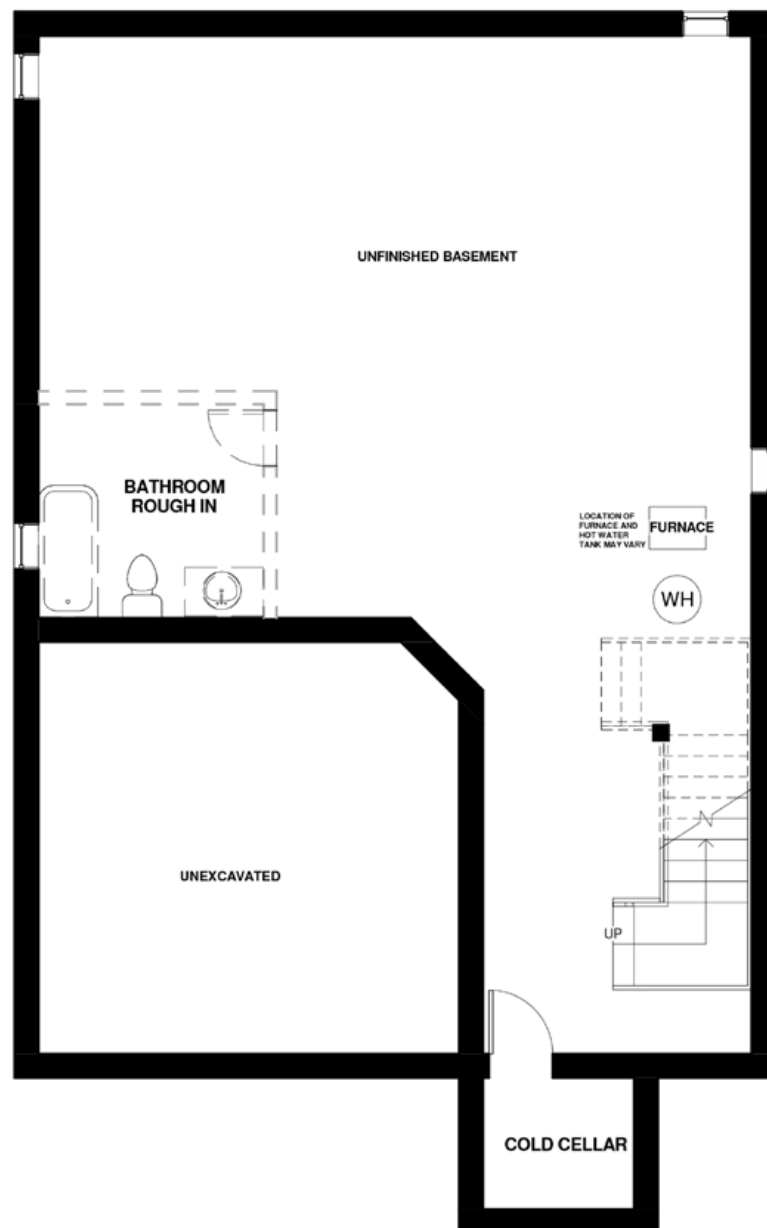 UNFINISHED BASEMENT
BATHROOM
ROUGH IN
LOCATION OF
FURNACE AND
HOT WATER
TANK MAY VARY
FURNACE
WH
UNEXCAVATED
UP
COLD CELLAR